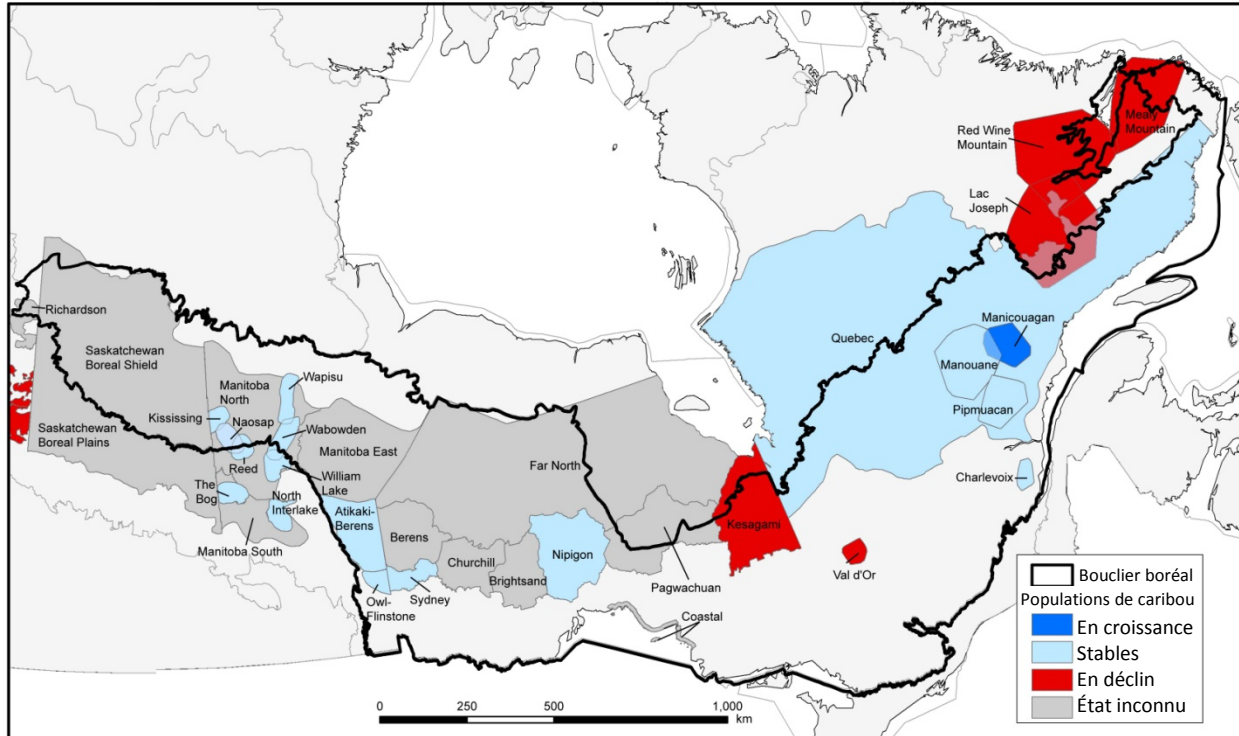 Mealy
Mountain
Red Wine
Mountain
Lac
Joseph
Richardson
Manicouagan
Quebec
Saskatchewan
Boreal Shield
Manouane
Manitoba
North
Wapisu
Kississing
Naosap
Pipmuacan
Saskatchewan
Boreal Plains
Wabowden
Manitoba East
Reed
Far North
William
Lake
The
Bog
North
Interlake
Charlevoix
Atikaki-
Berens
Kesagami
Berens
Manitoba South
Nipigon
Churchill
Val d'Or
Brightsand
Pagwachuan
Sydney
Owl-
Flinstone
Coastal
Bouclier boréal
Populations de caribou
En croissance
Stables
En déclin
État inconnu
0 250 500 1,000
km